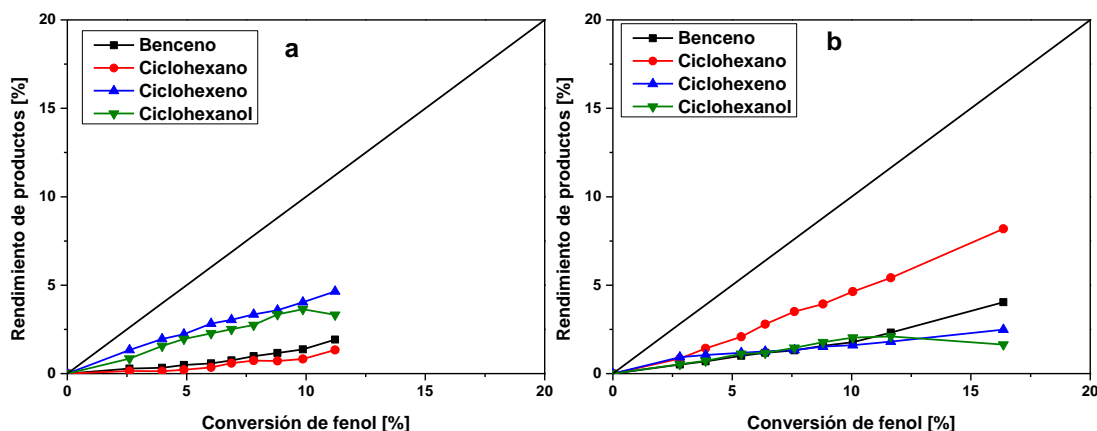 a
Benceno
Ciclohexano
Ciclohexeno
Ciclohexanol
20
15
10
5
0
0 5 10 15 20
Rendimiento de productos [%]
Conversión de fenol [%]
b
Benceno
Ciclohexano
Ciclohexeno
Ciclohexanol
20
15
10
5
0
0 5 10 15 20
Rendimiento de productos [%]
Conversión de fenol [%]